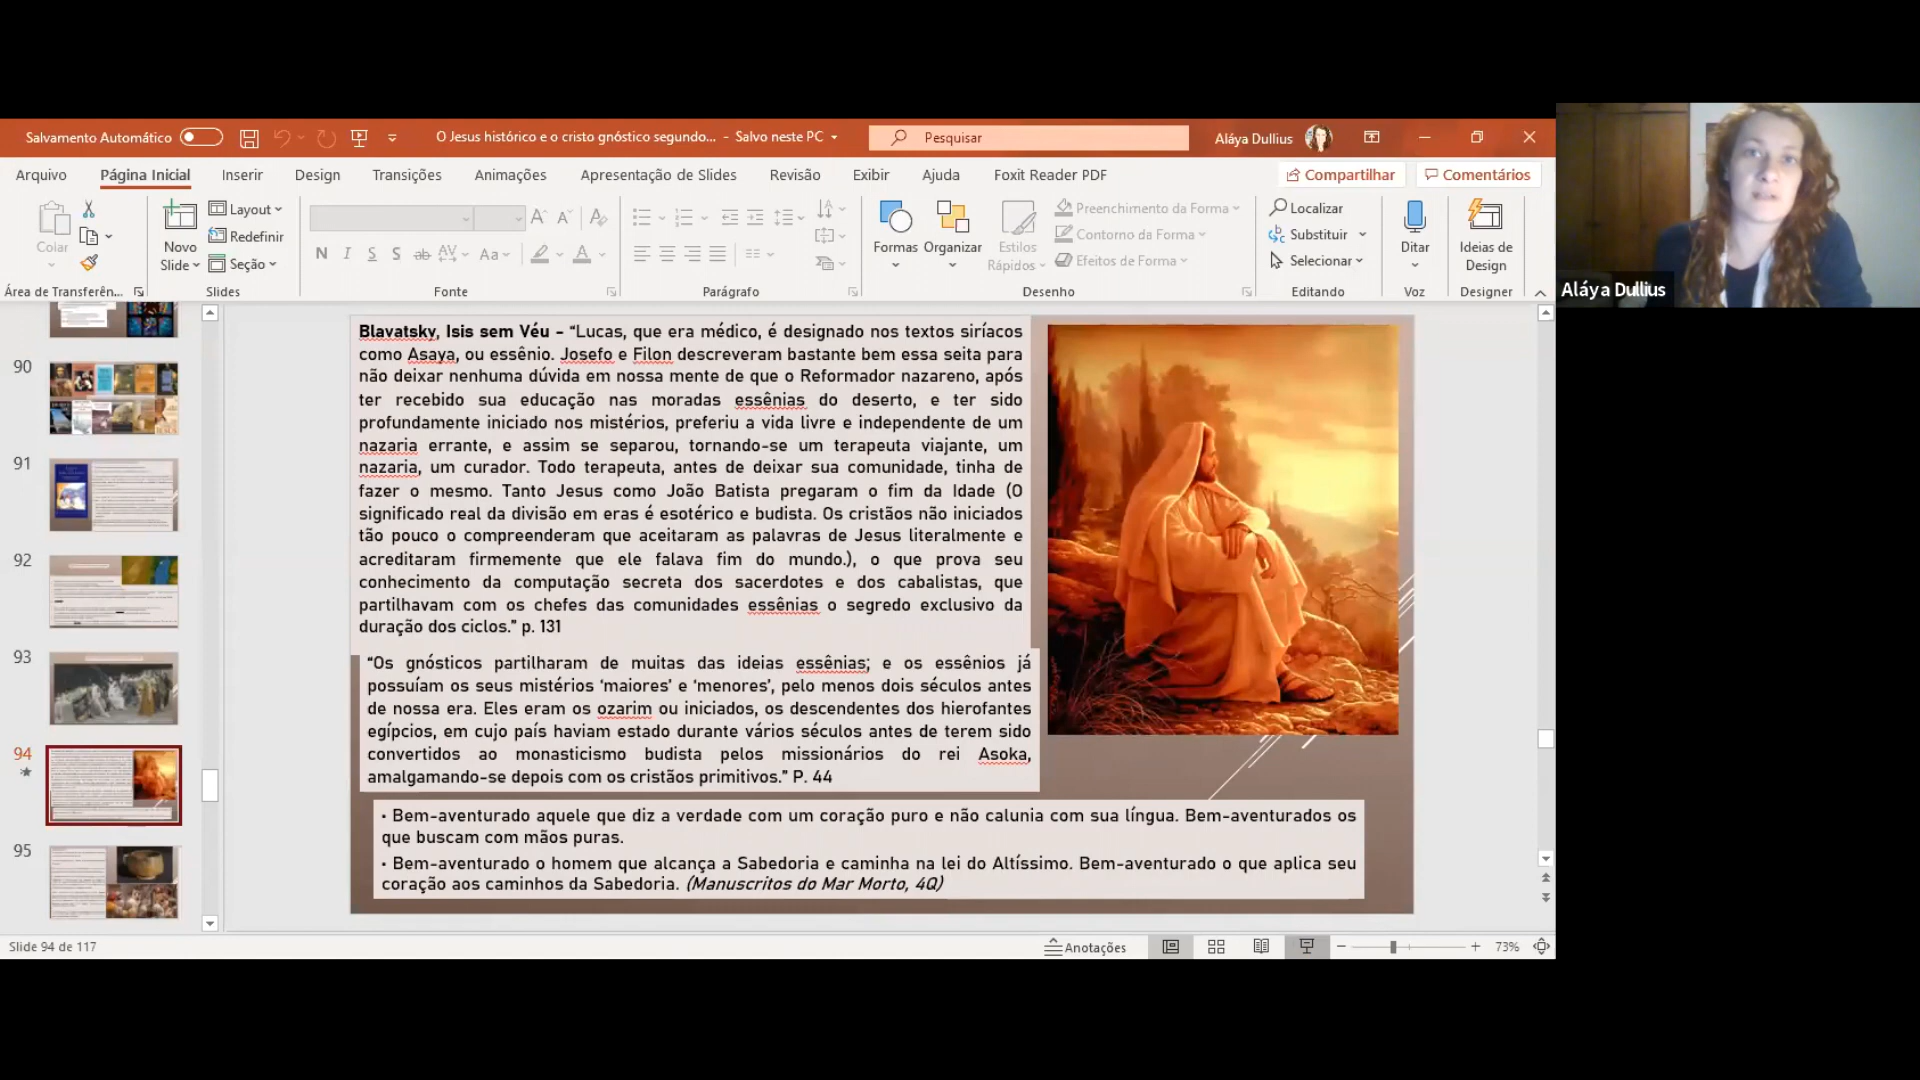 Salvamento Automático
O Jesus histórico e o cristo gnóstico segundo... - Salvo neste PC
Pesquisar
Aláya Dullius
Arquivo Página Inicial Inserir Design Transições Animações Apresentação de Slides Revisão Exibir Ajuda Foxit Reader PDF
Compartilhar Comentários
Coiar
Novo
Slide
Layout
Redefinir
Seção
N I S S ab AV Aa A
Formas
Organizar
Estilos
Rápidos
Preenchimento da Forma
Contorno da Forma
Efeitos de Forma
Localizar
Substituir
Selecionar
Ditar
Ideias de
Design
Área de Transferên... Slides Fonte Parágrafo Desenho Editando Voz Designer
Aláya Dullius
90
91
92
93
94
95
Blavatsky, Isis sem Véu – “Lucas, que era médico, é designado nos textos siríacos
como Asaya, ou essênio. Josefo e Filon descreveram bastante bem essa seita para
não deixar nenhuma dúvida em nossa mente de que o Reformador nazareno, após
ter recebido sua educação nas moradas essênias do deserto, e ter sido
profundamente iniciado nos mistérios, preferiu a vida livre e independente de um
nazaria errante, e assim se separou, tornando-se um terapeuta viajante, um
nazaria, um curador. Todo terapeuta, antes de deixar sua comunidade, tinha de
fazer o mesmo. Tanto Jesus como João Batista pregaram o fim da Idade (O
significado real da divisão em eras é esotérico e budista. Os cristãos não iniciados
tão pouco o compreenderam que aceitaram as palavras de Jesus literalmente e
acreditaram firmemente que ele falava fim do mundo.), o que prova seu
conhecimento da computação secreta dos sacerdotes e dos cabalistas, que
partilhavam com os chefes das comunidades essênias o segredo exclusivo da
duração dos ciclos.” p. 131
“Os gnósticos partilharam de muitas das ideias essênias; e os essênios já
possuíam os seus mistérios ‘maiores’ e ‘menores’, pelo menos dois séculos antes
de nossa era. Eles eram os ozarim ou iniciados, os descendentes dos hierofantes
egípcios, em cujo país haviam estado durante vários séculos antes de terem sido
convertidos ao monasticismo budista pelos missionários do rei Asoka,
amalgamando-se depois com os cristãos primitivos.” P. 44
• Bem-aventurado aquele que diz a verdade com um coração puro e não calunia com sua língua. Bem-aventurados os
que buscam com mãos puras.
• Bem-aventurado o homem que alcança a Sabedoria e caminha na lei do Altíssimo. Bem-aventurado o que aplica seu
coração aos caminhos da Sabedoria. (Manuscritos do Mar Morto, 4Q)
Slide 94 de 117
Anotações
73%